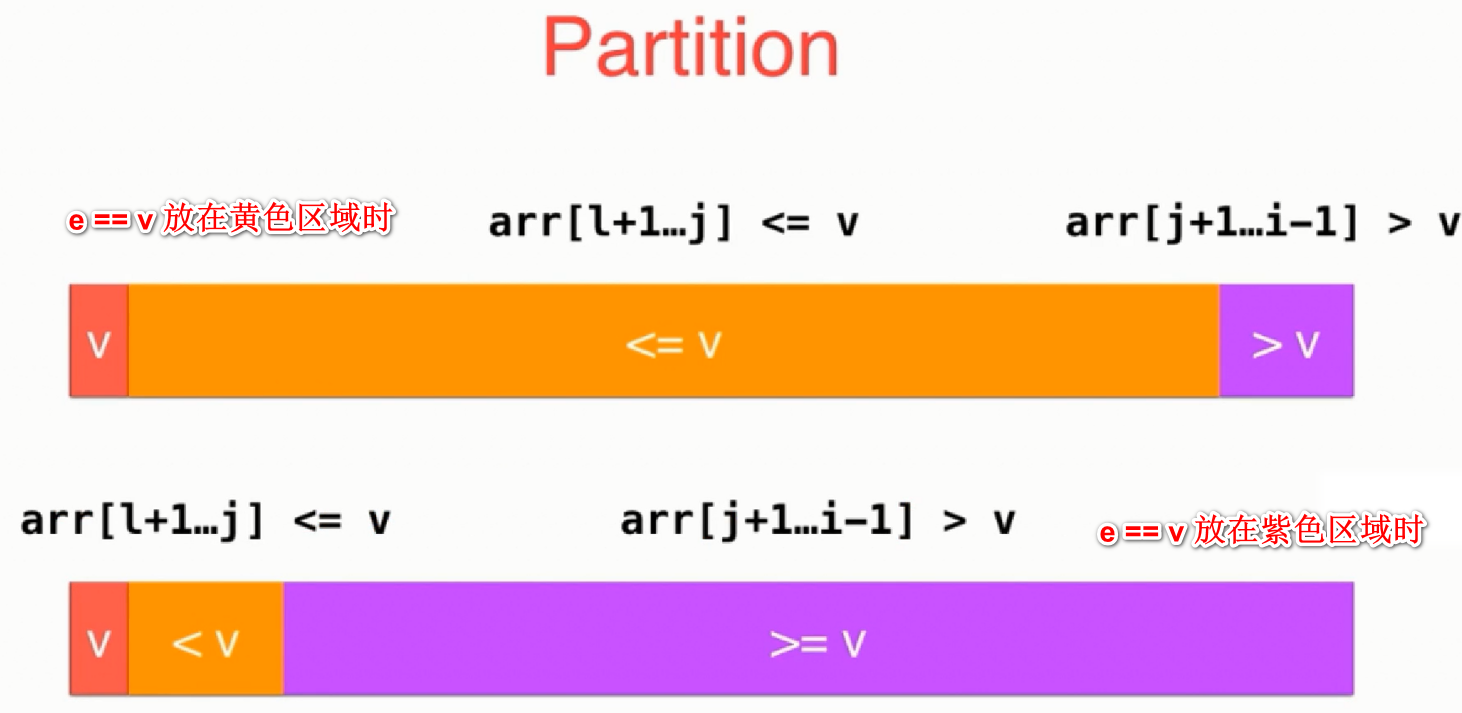 Partition
e == v 放在黄色区域时
arr[l+1…j] <= v
arr[j+1…i-1] > v
v
<= v
> v
arr[l+1…j] <= v
arr[j+1…i-1] > v
e == v 放在紫色区域时
v
< v
>= v